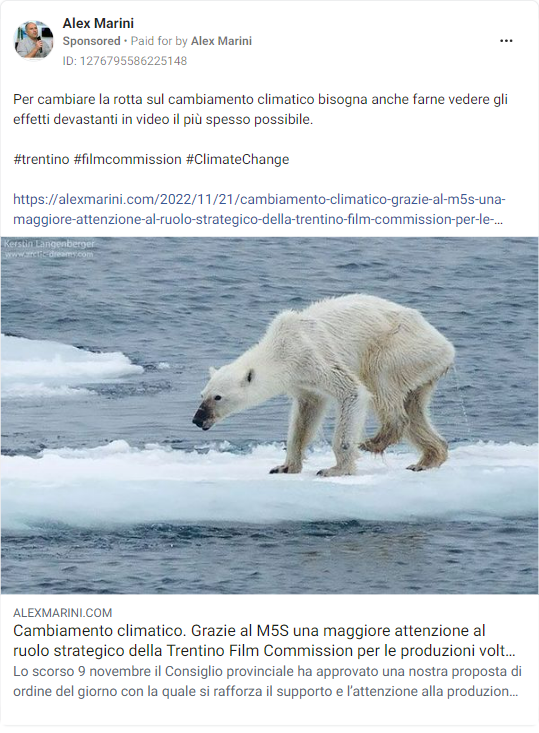 Alex Marini
Sponsored • Paid for by Alex Marini
ID: 1276795586225148
Per cambiare la rotta sul cambiamento climatico bisogna anche farne vedere gli
effetti devastanti in video il più spesso possibile.
#trentino #filmcommission #ClimateChange
https://alexmarini.com/2022/11/21/cambiamento-climatico-grazie-al-m5s-una-
maggiore-attenzione-al-ruolo-strategico-della-trentino-film-commission-per-le-...
Kerstin Langenberger
www.arctic-dreams.com
ALEXMARINI.COM
Cambiamento climatico. Grazie al M5S una maggiore attenzione al
ruolo strategico della Trentino Film Commission per le produzioni volt...
Lo scorso 9 novembre il Consiglio provinciale ha approvato una nostra proposta di
ordine del giorno con la quale si rafforza il supporto e l'attenzione alla produzion...